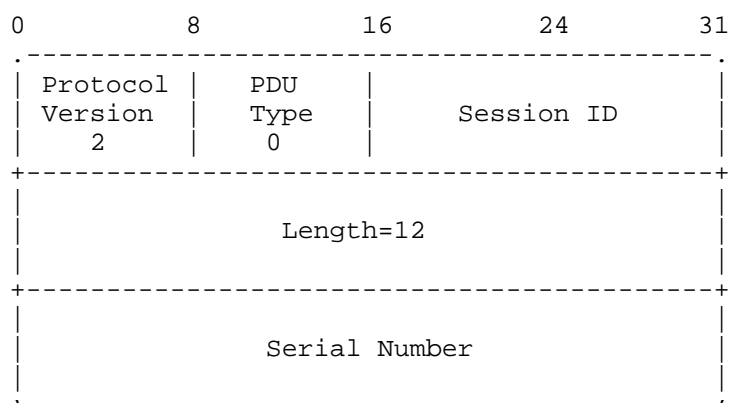 0 8 16 24 31
Protocol PDU
Version Type Session ID
2 0
Length=12
Serial Number